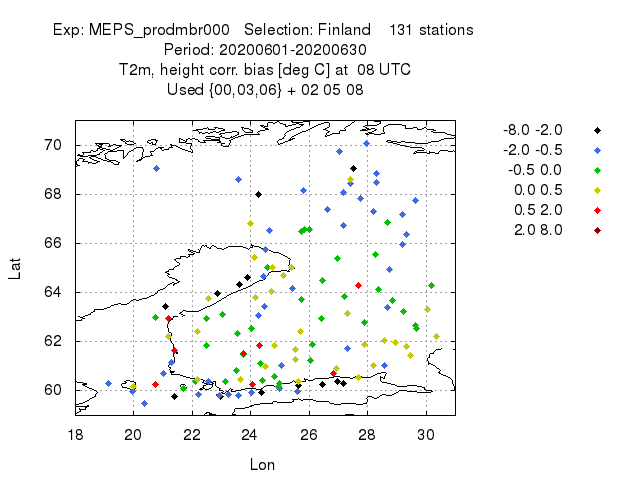 Exp: MEPS_prodmbr000 Selection: Finland 131 stations
Period: 20200601-20200630
T2m, height corr. bias [deg C] at 08 UTC
Used {00,03,06} + 02 05 08
-8.0 -2.0
-2.0 -0.5
-0.5 0.0
0.0 0.5
0.5 2.0
2.0 8.0
70
68
66
64
62
60
Lat
18 20 22 24 26 28 30
Lon